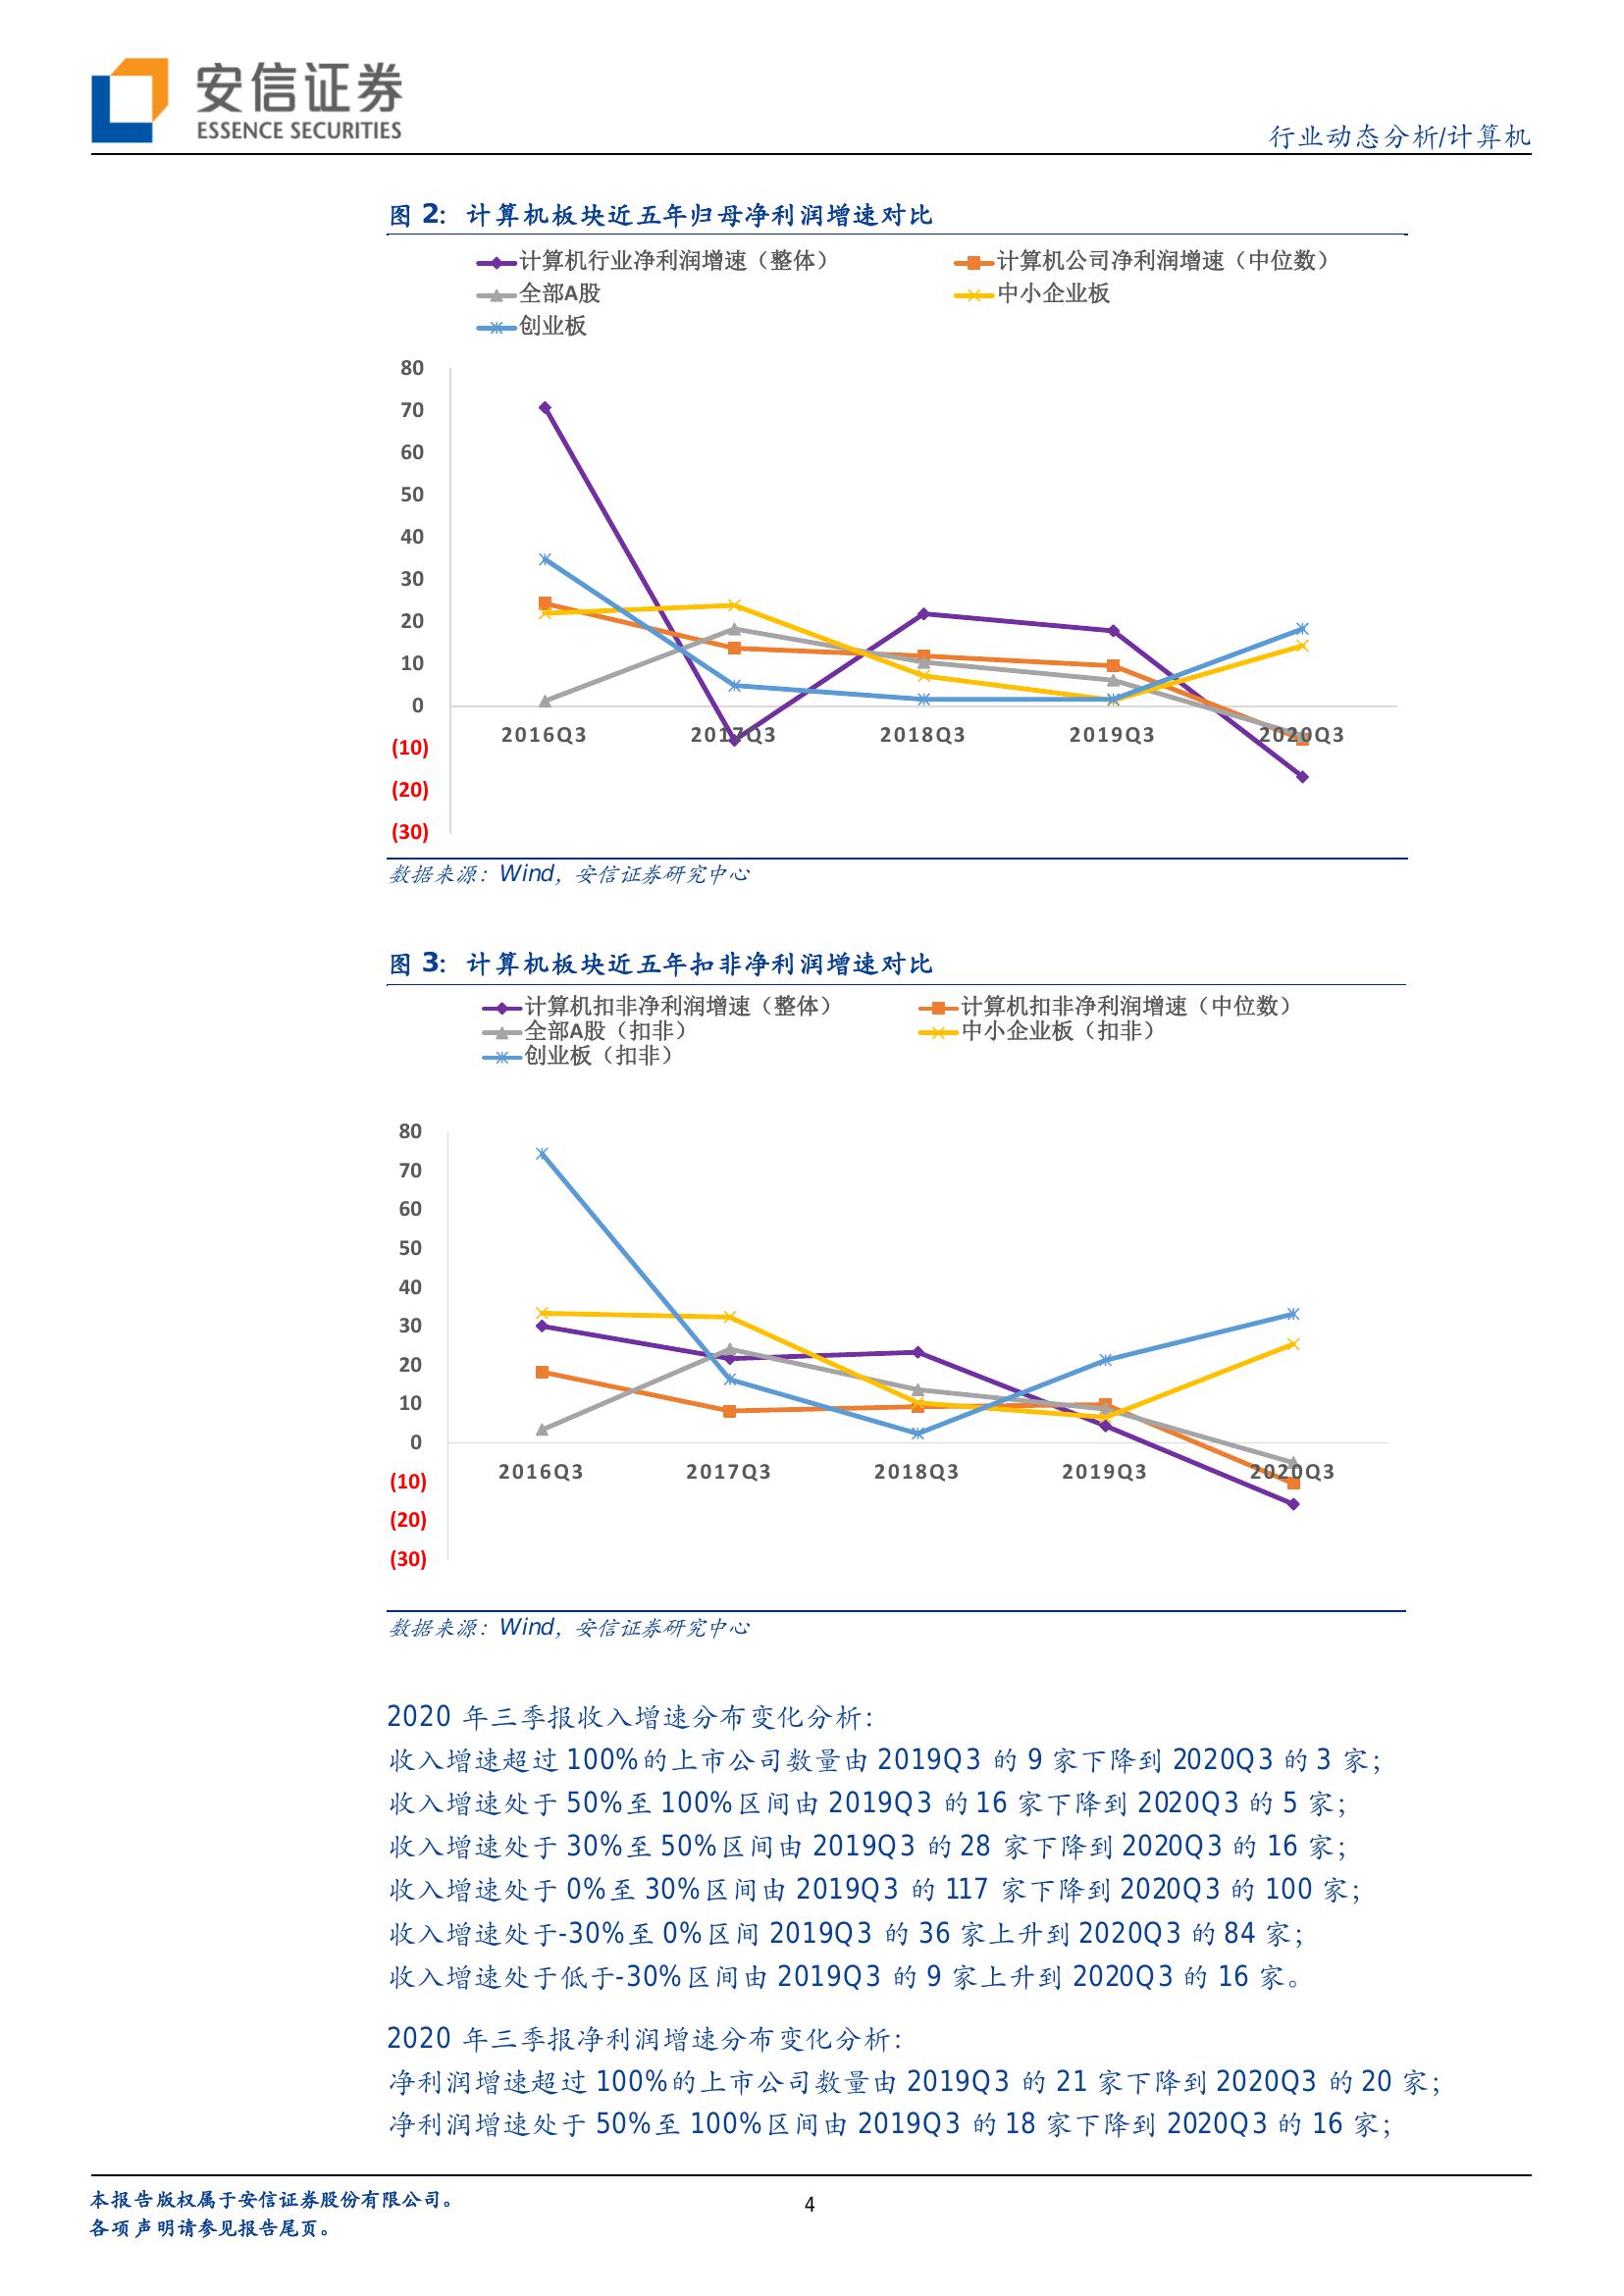 安信证券
ESSENCE SECURITIES
行业动态分析/计算机
图 2: 计算机板块近五年归母净利润增速对比
计算机行业净利润增速（整体）
计算机公司净利润增速（中位数）
全部A股
中小企业板
创业板
80
70
60
50
40
30
20
10
0
(10)
(20)
(30)
2016Q3
2017Q3
2018Q3
2019Q3
2020Q3
数据来源：Wind，安信证券研究中心
图 3: 计算机板块近五年扣非净利润增速对比
计算机扣非净利润增速（整体）
计算机扣非净利润增速（中位数）
全部A股（扣非）
中小企业板（扣非）
创业板（扣非）
80
70
60
50
40
30
20
10
0
(10)
(20)
(30)
2016Q3
2017Q3
2018Q3
2019Q3
2020Q3
数据来源：Wind，安信证券研究中心
2020 年三季报收入增速分布变化分析：
收入增速超过 100%的上市公司数量由 2019Q3 的 9 家下降到 2020Q3 的 3 家；
收入增速处于 50%至 100%区间由 2019Q3 的 16 家下降到 2020Q3 的 5 家；
收入增速处于 30%至 50%区间由 2019Q3 的 28 家下降到 2020Q3 的 16 家；
收入增速处于 0%至 30%区间由 2019Q3 的 117 家下降到 2020Q3 的 100 家；
收入增速处于-30%至 0%区间 2019Q3 的 36 家上升到 2020Q3 的 84 家；
收入增速处于低于-30%区间由 2019Q3 的 9 家上升到 2020Q3 的 16 家。
2020 年三季报净利润增速分布变化分析：
净利润增速超过 100%的上市公司数量由 2019Q3 的 21 家下降到 2020Q3 的 20 家；
净利润增速处于 50%至 100%区间由 2019Q3 的 18 家下降到 2020Q3 的 16 家；
本报告版权属于安信证券股份有限公司。
4
各项声明请参见报告尾页。